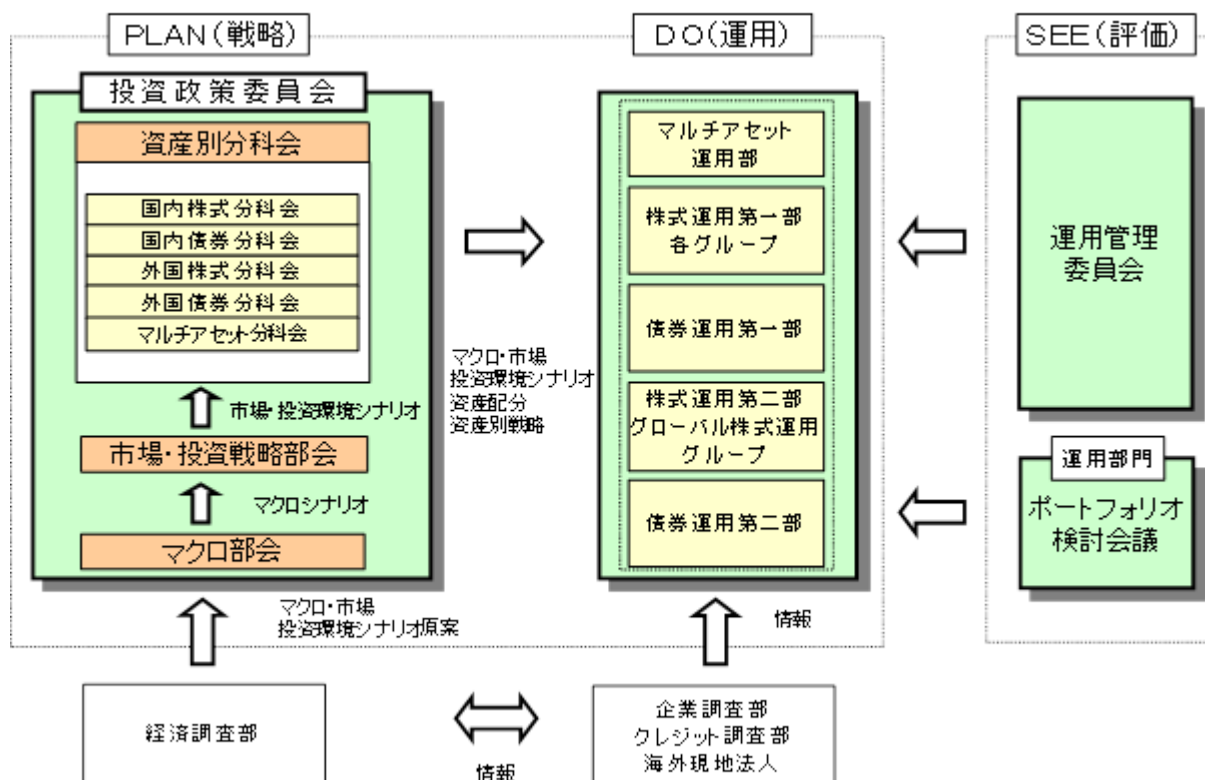 PLAN(戦略)
投資政策委員会
資産別分科会
国内株式分科会
国内債券分科会
外国株式分科会
外国債券分科会
マルチアセット分科会
市場・投資環境シナリオ
市場・投資戦略部会
マクロシナリオ
マクロ部会
マクロ・市場
投資環境シナリオ原案
経済調査部
マクロ・市場
投資環境シナリオ
資産配分
資産別戦略
DO(運用)
マルチアセット
運用部
株式運用第一部
各グループ
債券運用第一部
株式運用第二部
グローバル株式運用
グループ
債券運用第二部
情報
企業調査部
クレジット調査部
海外現地法人
情報
SEE(評価)
運用管理
委員会
運用部門
ポートフォリオ
検討会議